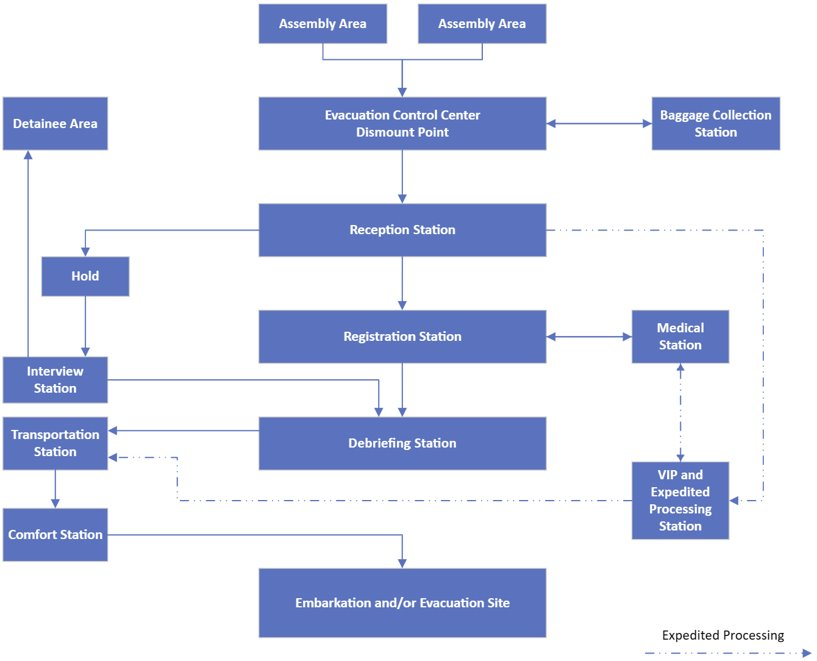 Assembly Area
Assembly Area
Detainee Area
Evacuation Control Center
Dismount Point
Baggage Collection
Station
Reception Station
Hold
Registration Station
Medical
Station
Interview
Station
Transportation
Station
Debriefing Station
VIP and
Expedited
Processing
Station
Comfort Station
Embarkation and/or Evacuation Site
Expedited Processing